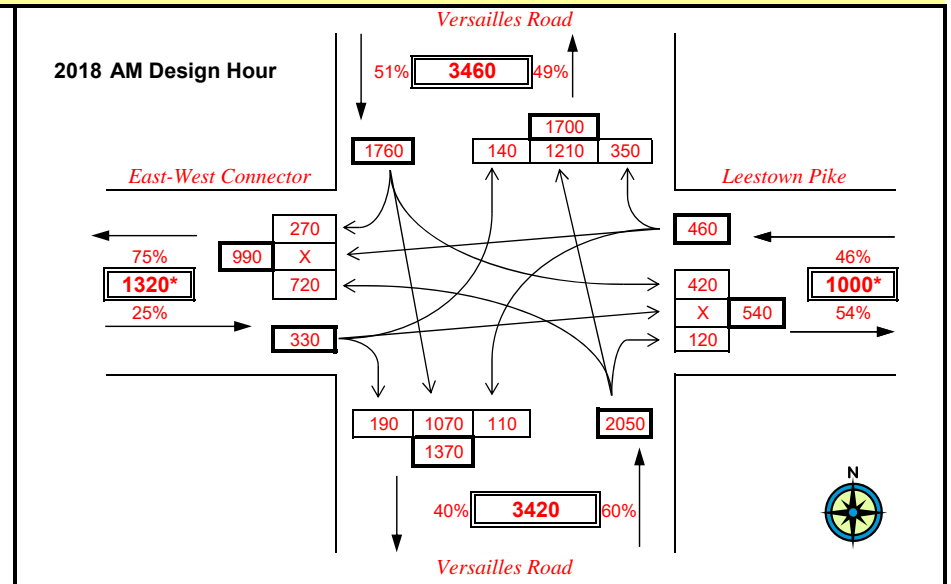 Versailles Road
2018 AM Design Hour
51% 3460 49%
1700
1760 140 1210 350
East-West Connector Leestown Pike
270 460
75% 990 X 46%
1320* 720 420 1000*
25% X 540 54%
330 120
190 1070 110 2050
1370
N
40% 3420 60%
Versailles Road